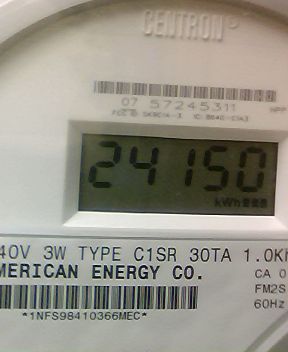 CENTRON
07 57245311
24150
kWh
40V 3W TYPE C1SR 30TA 1.0Kh
MERICAN ENERGY CO.
CA 0
FM2S
60Hz
*1NFS98410366MEC*